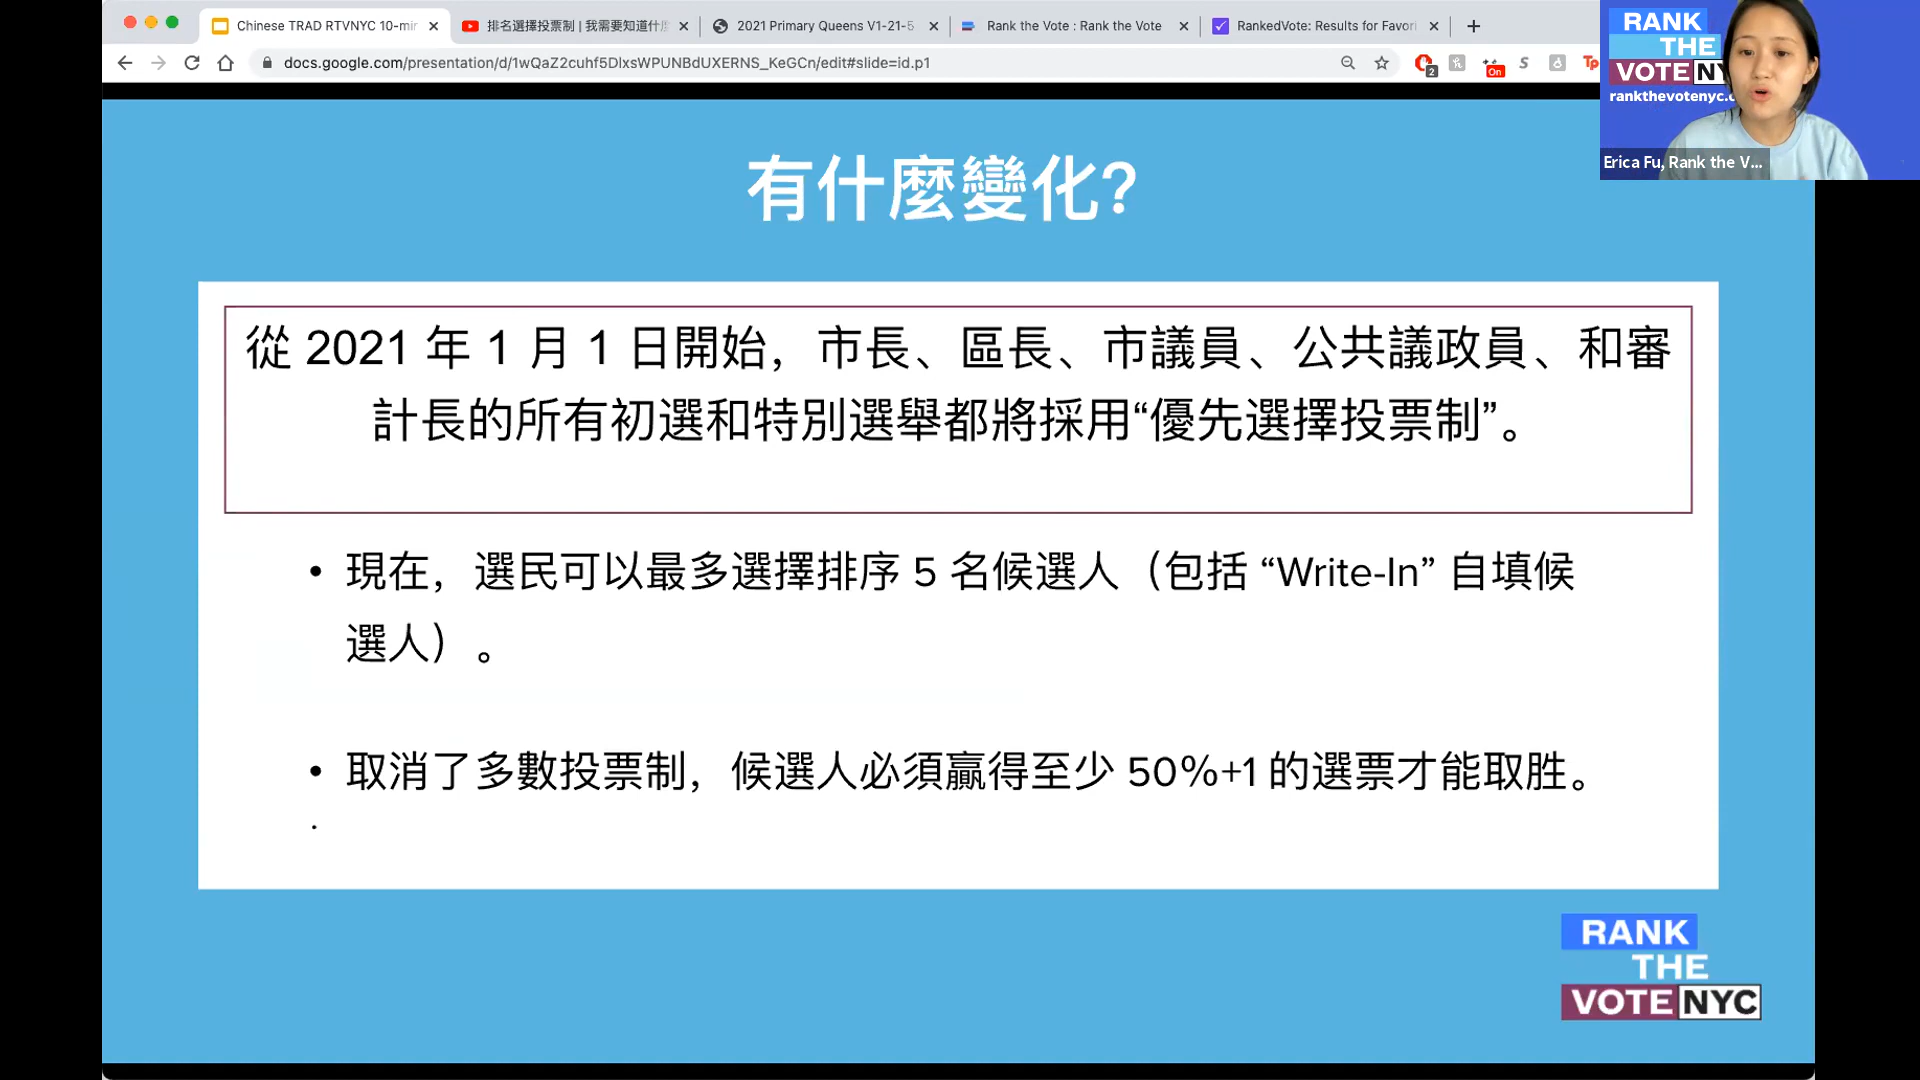 Chinese TRAD RTVNYC 10-mir
排名選擇投票制 | 我需要知道什
2021 Primary Queens V1-21-5
Rank the Vote : Rank the Vote
RankedVote: Results for Favori
docs.google.com/presentation/d/1wQaZ2cuhf5DlxsWPUNBdUXERNS_KeGCn/edit#slide=id.p1
2
On
S
Tp
RANK
THE
VOTE NY
rankthevotenyc.c
Erica Fu, Rank the V...
有什麼變化?
從 2021 年 1 月 1 日開始，市長、區長、市議員、公共議政員、和審
計長的所有初選和特別選舉都將採用“優先選擇投票制”。
• 現在，選民可以最多選擇排序 5 名候選人（包括 “Write-In” 自填候
選人）。
• 取消了多數投票制，候選人必須贏得至少 50%+1 的選票才能取胜。
RANK
THE
VOTE NYC